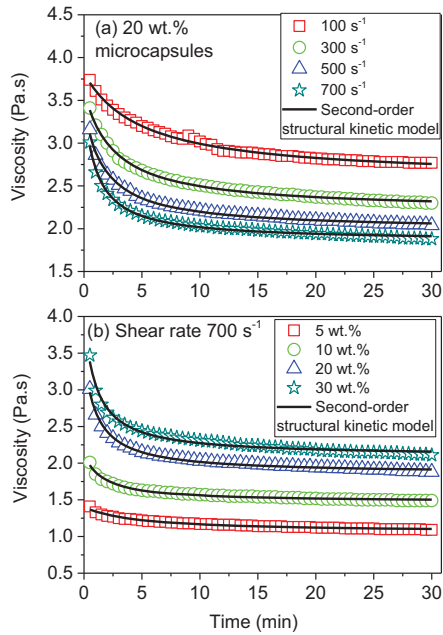 (a) 20 wt.%
microcapsules
100 s⁻¹
300 s⁻¹
500 s⁻¹
700 s⁻¹
Second-order
structural kinetic model
Viscosity (Pa.s)
4.5
4.0
3.5
3.0
2.5
2.0
1.5
0 5 10 15 20 25 30
(b) Shear rate 700 s⁻¹
5 wt.%
10 wt.%
20 wt.%
30 wt.%
Second-order
structural kinetic model
Viscosity (Pa.s)
4.0
3.5
3.0
2.5
2.0
1.5
1.0
0.5
0 5 10 15 20 25 30
Time (min)